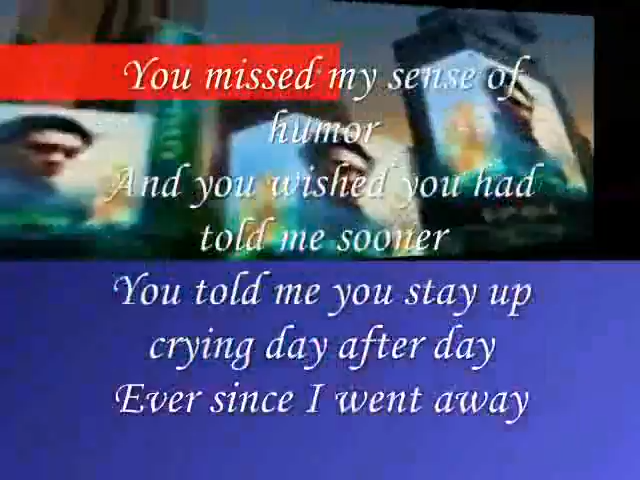 You missed my sense of
humor
And you wished you had
told me sooner
You told me you stay up
crying day after day
Ever since I went away